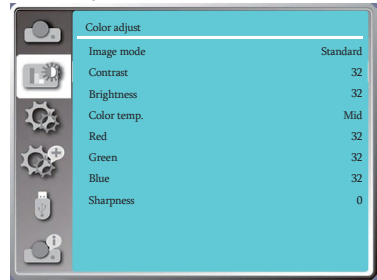 Color adjust
Image mode Standard
Contrast 32
Brightness 32
Color temp. Mid
Red 32
Green 32
Blue 32
Sharpness 0